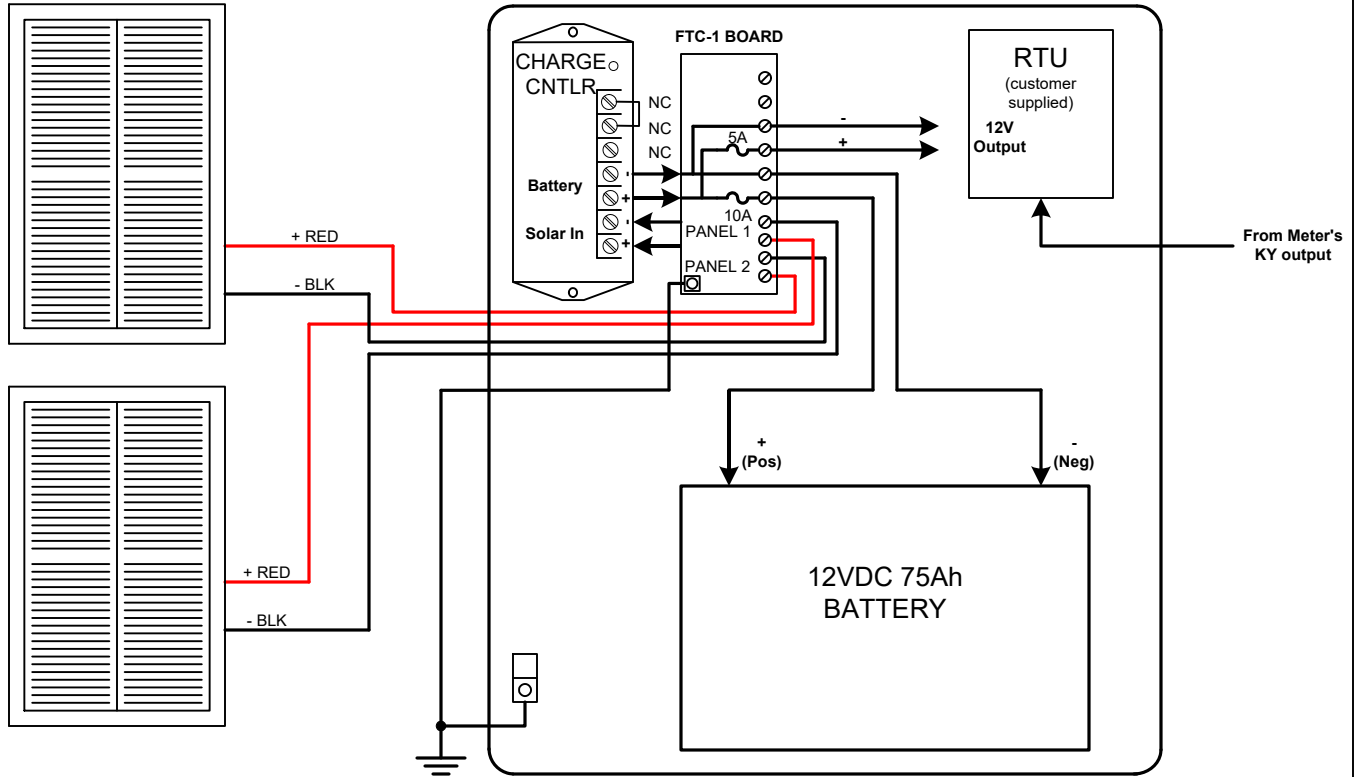 FTC-1 BOARD
CHARGE
CNTLR
NC
NC
NC
Battery
-
+
Solar In
-
+
5A
10A
PANEL 1
PANEL 2
-
+
RTU
(customer
supplied)
12V
Output
From Meter's
KY output
+ RED
- BLK
+ RED
- BLK
+
(Pos)
-
(Neg)
12VDC 75Ah
BATTERY